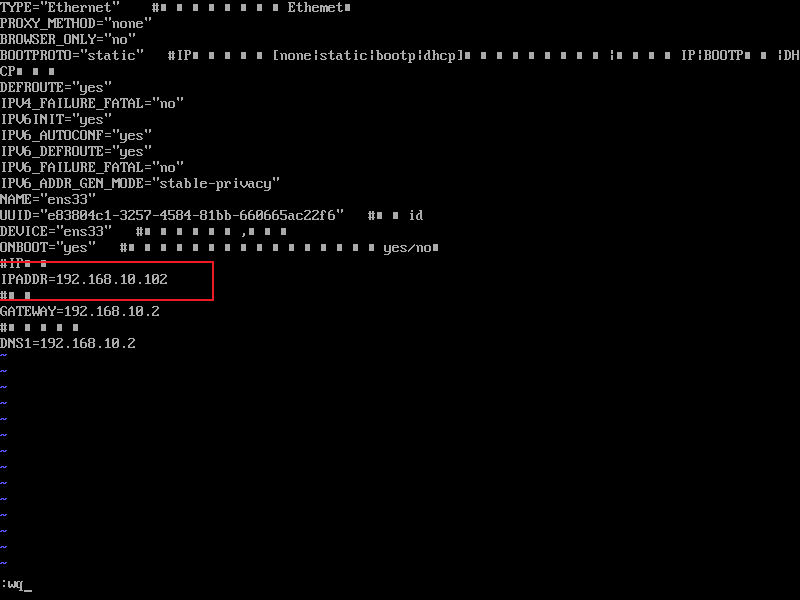 TYPE="Ethernet" #■ ■ ■ ■ ■ ■ ■ ■ Ethemet■
PROXY_METHOD="none"
BROWSER_ONLY="no"
BOOTPROTO="static" #IP■ ■ ■ ■ ■ [none|static|bootp|dhcp]■ ■ ■ ■ ■ ■ ■ ■ ■ |■ ■ ■ ■ IP|BOOTP■ ■ |DH
CP■ ■ ■
DEFROUTE="yes"
IPV4_FAILURE_FATAL="no"
IPV6INIT="yes"
IPV6_AUTOCONF="yes"
IPV6_DEFROUTE="yes"
IPV6_FAILURE_FATAL="no"
IPV6_ADDR_GEN_MODE="stable-privacy"
NAME="ens33"
UUID="e83804c1-3257-4584-81bb-660665ac22f6" #■ ■ id
DEVICE="ens33" #■ ■ ■ ■ ■ ■ ,■ ■ ■
ONBOOT="yes" #■ ■ ■ ■ ■ ■ ■ ■ ■ ■ ■ ■ ■ ■ ■ ■ yes/no■
#IP■ ■
IPADDR=192.168.10.102
#■ ■
GATEWAY=192.168.10.2
#■ ■ ■ ■ ■
DNS1=192.168.10.2
~
~
~
~
~
~
~
~
~
~
~
~
~
~
:wq_